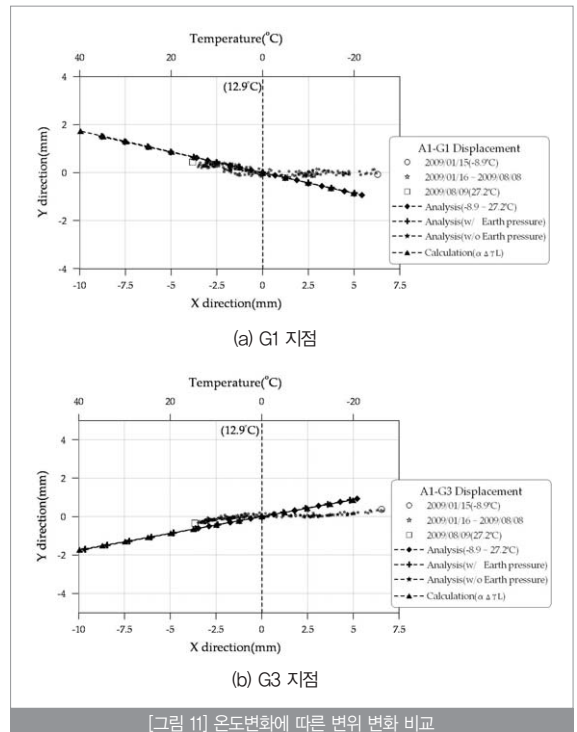 Temperature(°C)
40 20 0 -20
(12.9°C)
4
2
0
-2
-4
Y direction(mm)
A1-G1 Displacement
2009/01/15(-8.9°C)
2009/01/16 ~ 2009/08/08
2009/08/09(27.2°C)
Analysis(-8.9 ~ 27.2°C)
Analysis(w/ Earth pressure)
Analysis(w/o Earth pressure)
Calculation(α Δ T L)
-10 -7.5 -5 -2.5 0 2.5 5 7.5
X direction(mm)
(a) G1 지점
Temperature(°C)
40 20 0 -20
(12.9°C)
4
2
0
-2
-4
Y direction(mm)
A1-G3 Displacement
2009/01/15(-8.9°C)
2009/01/16 ~ 2009/08/08
2009/08/09(27.2°C)
Analysis(-8.9 ~ 27.2°C)
Analysis(w/ Earth pressure)
Analysis(w/o Earth pressure)
Calculation(α Δ T L)
-10 -7.5 -5 -2.5 0 2.5 5 7.5
X direction(mm)
(b) G3 지점
[그림 11] 온도변화에 따른 변위 변화 비교